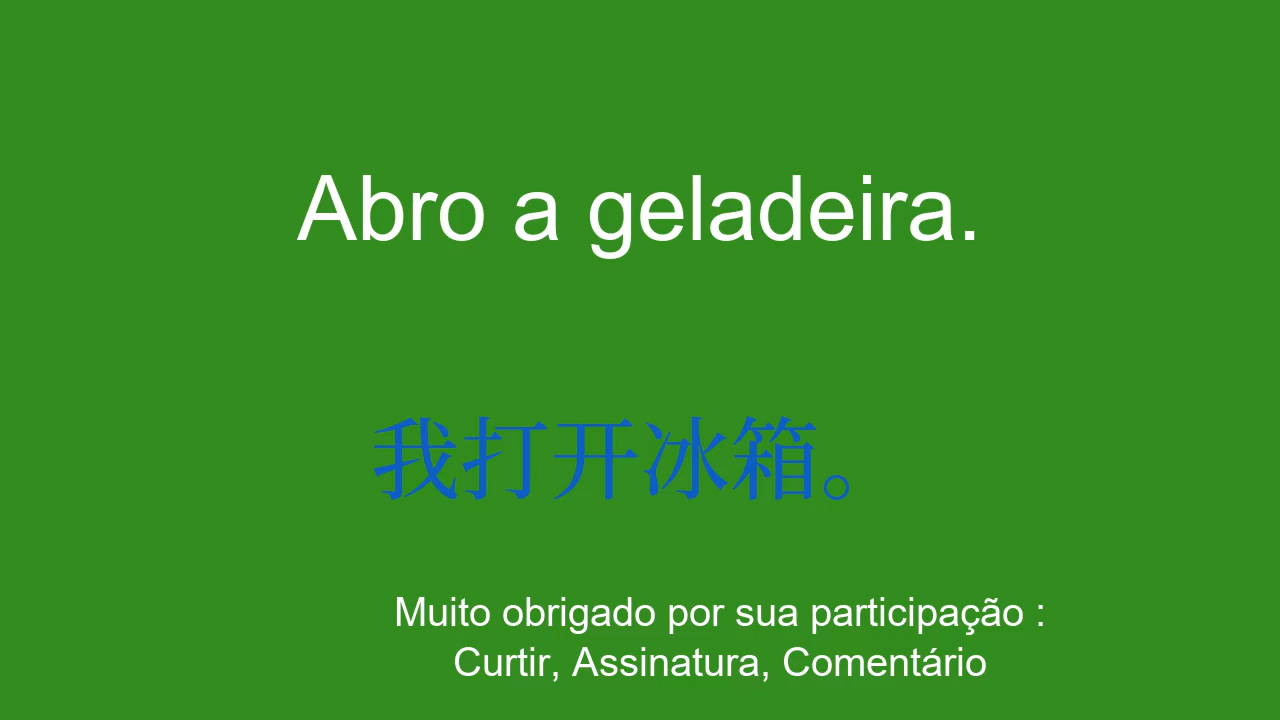 Abro a geladeira.
我打开冰箱。
Muito obrigado por sua participação :
Curtir, Assinatura, Comentário